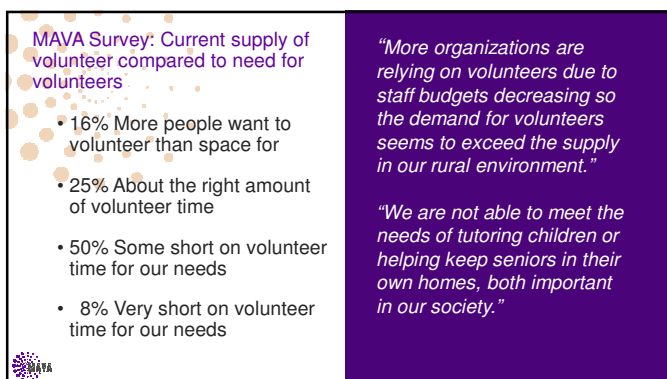 MAVA Survey: Current supply of
volunteer compared to need for
volunteers
• 16% More people want to
volunteer than space for
• 25% About the right amount
of volunteer time
• 50% Some short on volunteer
time for our needs
• 8% Very short on volunteer
time for our needs
MAVA
“More organizations are
relying on volunteers due to
staff budgets decreasing so
the demand for volunteers
seems to exceed the supply
in our rural environment.”
“We are not able to meet the
needs of tutoring children or
helping keep seniors in their
own homes, both important
in our society.”